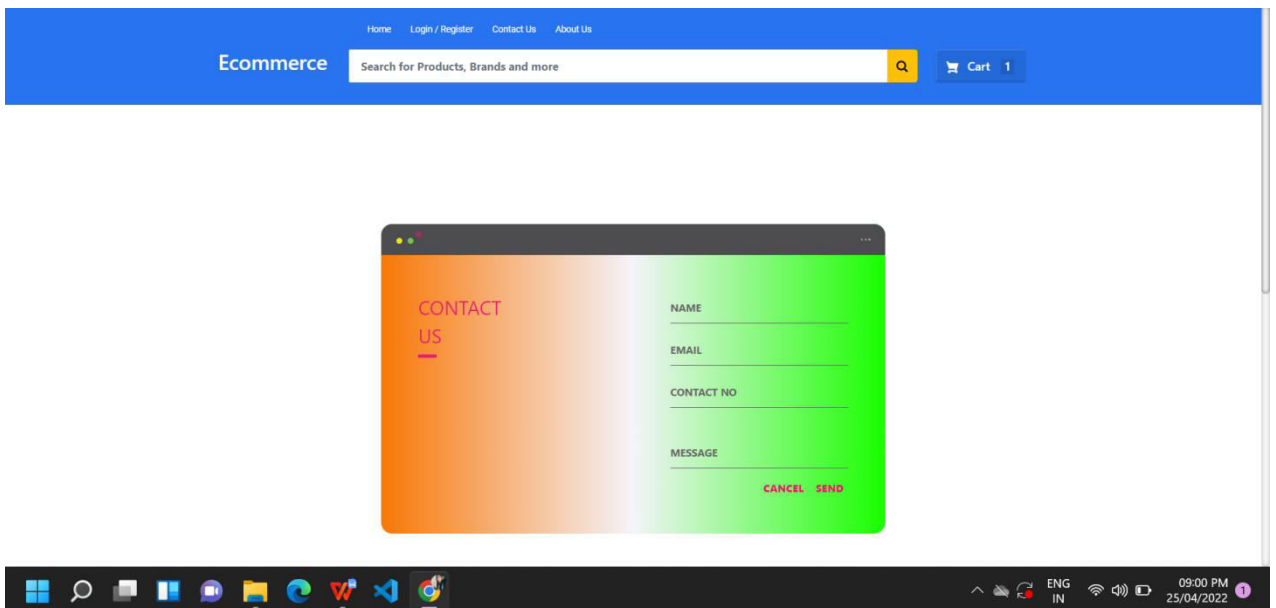 Home Login / Register Contact Us About Us
Ecommerce Search for Products, Brands and more Cart 1
CONTACT
US
NAME
EMAIL
CONTACT NO
MESSAGE
CANCEL SEND
ENG 09:00 PM
IN 25/04/2022 1